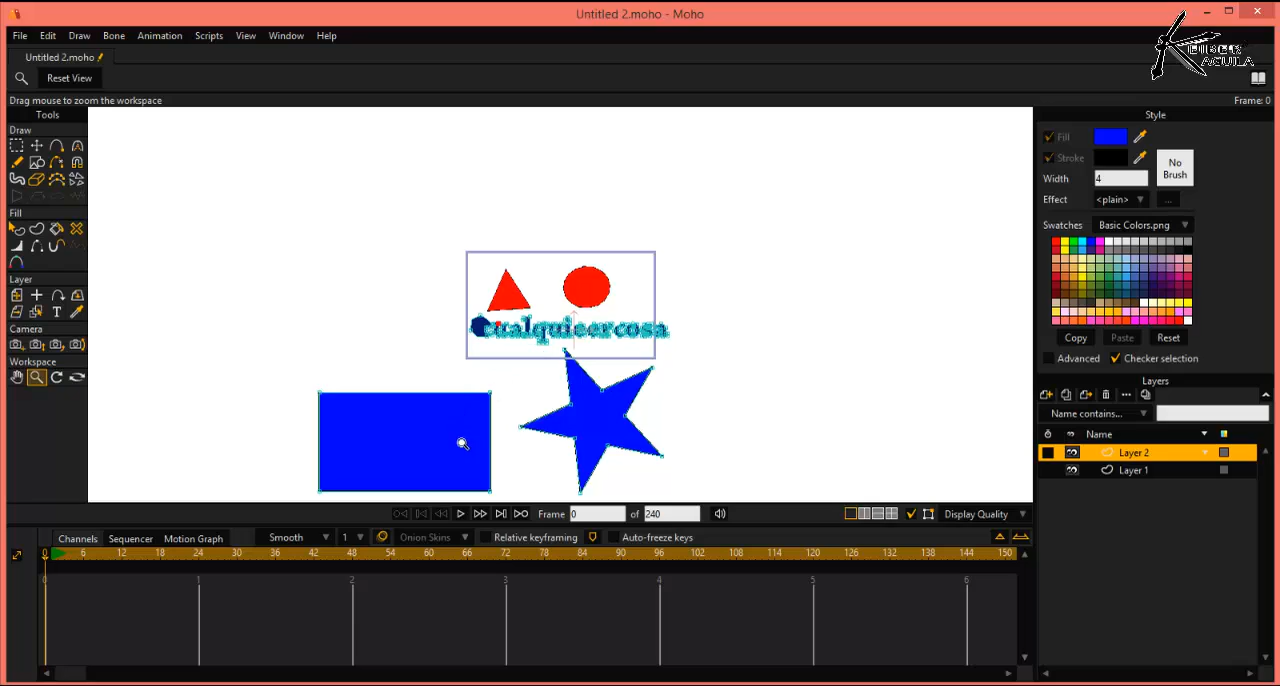 Untitled 2.moho - Moho
File Edit Draw Bone Animation Scripts View Window Help
Untitled 2.moho
Reset View
Drag mouse to zoom the workspace Frame: 0
Tools
Draw
Fill
Layer
Camera
Workspace
cualquieercosa
Style
Fill
Stroke
No Brush
Width 4
Effect <plain> ...
Swatches Basic Colors.png
Copy Paste Reset
Advanced Checker selection
Layers
Name contains...
Name
Layer 2
Layer 1
Frame 0 of 240 Display Quality
Channels Sequencer Motion Graph Smooth 1 Onion Skins Relative keyframing Auto-freeze keys
0 6 12 18 24 30 36 42 48 54 60 66 72 78 84 90 96 102 108 114 120 126 132 138 144 150
0 1 2 3 4 5 6